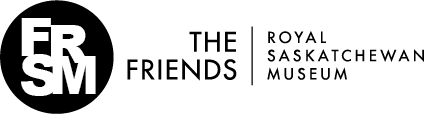 FR
SM
THE
FRIENDS
ROYAL
SASKATCHEWAN
MUSEUM